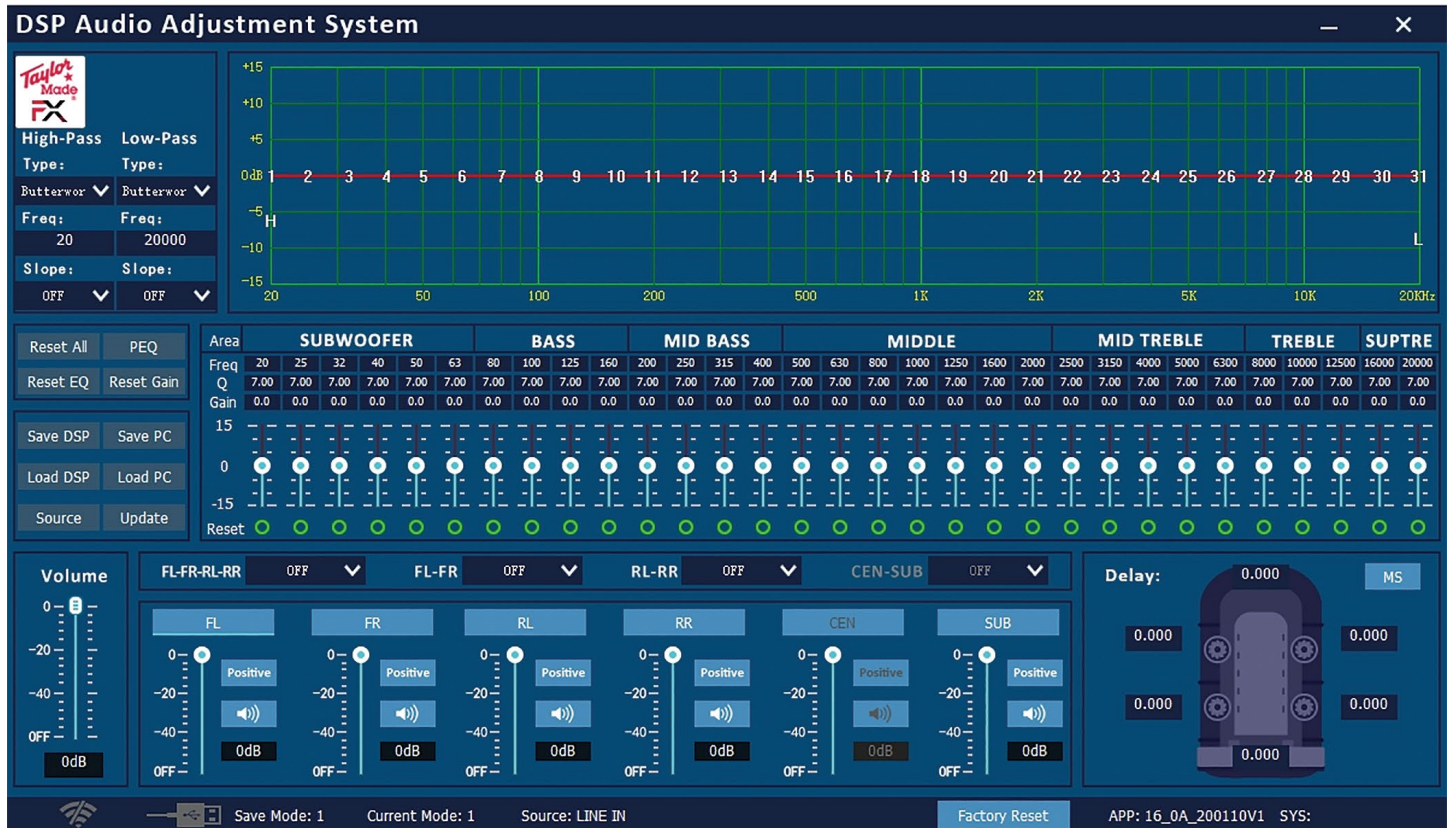 DSP Audio Adjustment System
Taylor
Made
FX
High-Pass Low-Pass
Type: Type:
Butterwor Butterwor
Freq: Freq:
20 20000
Slope: Slope:
OFF OFF
+15
+10
+5
0dB 1 2 3 4 5 6 7 8 9 10 11 12 13 14 15 16 17 18 19 20 21 22 23 24 25 26 27 28 29 30 31
-5
H
-10 L
-15
20 50 100 200 500 1K 2K 5K 10K 20KHz
Reset All PEQ
Reset EQ Reset Gain
Save DSP Save PC
Load DSP Load PC
Source Update
Area SUBWOOFER BASS MID BASS MIDDLE MID TREBLE TREBLE SUPTRE
Freq 20 25 32 40 50 63 80 100 125 160 200 250 315 400 500 630 800 1000 1250 1600 2000 2500 3150 4000 5000 6300 8000 10000 12500 16000 20000
Q 7.00 7.00 7.00 7.00 7.00 7.00 7.00 7.00 7.00 7.00 7.00 7.00 7.00 7.00 7.00 7.00 7.00 7.00 7.00 7.00 7.00 7.00 7.00 7.00 7.00 7.00 7.00 7.00 7.00 7.00 7.00
Gain 0.0 0.0 0.0 0.0 0.0 0.0 0.0 0.0 0.0 0.0 0.0 0.0 0.0 0.0 0.0 0.0 0.0 0.0 0.0 0.0 0.0 0.0 0.0 0.0 0.0 0.0 0.0 0.0 0.0 0.0 0.0
15
0
-15
Reset
Volume
0
-20
-40
OFF
0dB
FL-FR-RL-RR OFF FL-FR OFF RL-RR OFF CEN-SUB OFF
FL FR RL RR CEN SUB
0 0 0 0 0 0
Positive Positive Positive Positive Positive Positive
-20 -20 -20 -20 -20 -20
-40 -40 -40 -40 -40 -40
0dB 0dB 0dB 0dB 0dB 0dB
OFF OFF OFF OFF OFF OFF
Delay: 0.000 MS
0.000 0.000
0.000 0.000
0.000
Save Mode: 1 Current Mode: 1 Source: LINE IN Factory Reset APP: 16_0A_200110V1 SYS: